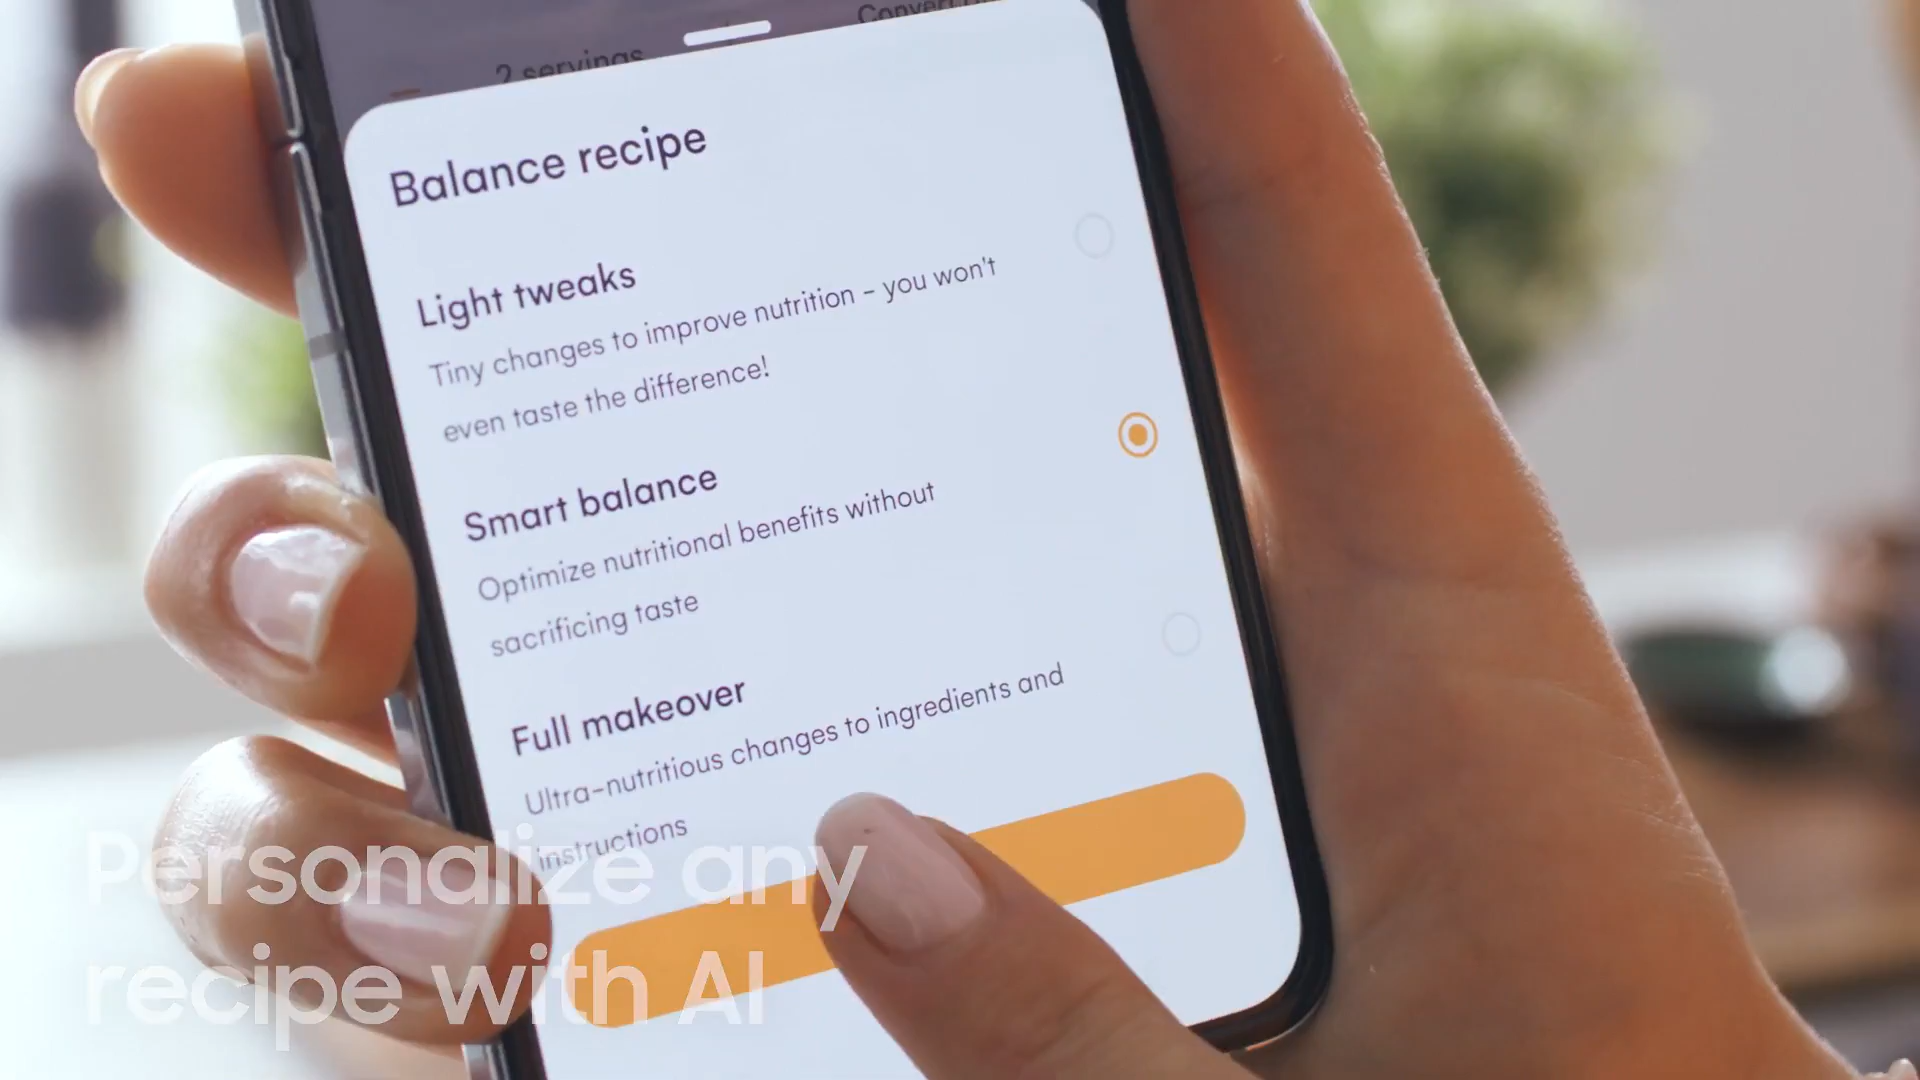 2 servings
Balance recipe
Light tweaks
Tiny changes to improve nutrition – you won't
even taste the difference!
Smart balance
Optimize nutritional benefits without
sacrificing taste
Full makeover
Ultra-nutritious changes to ingredients and
instructions
Personalize any
recipe with AI